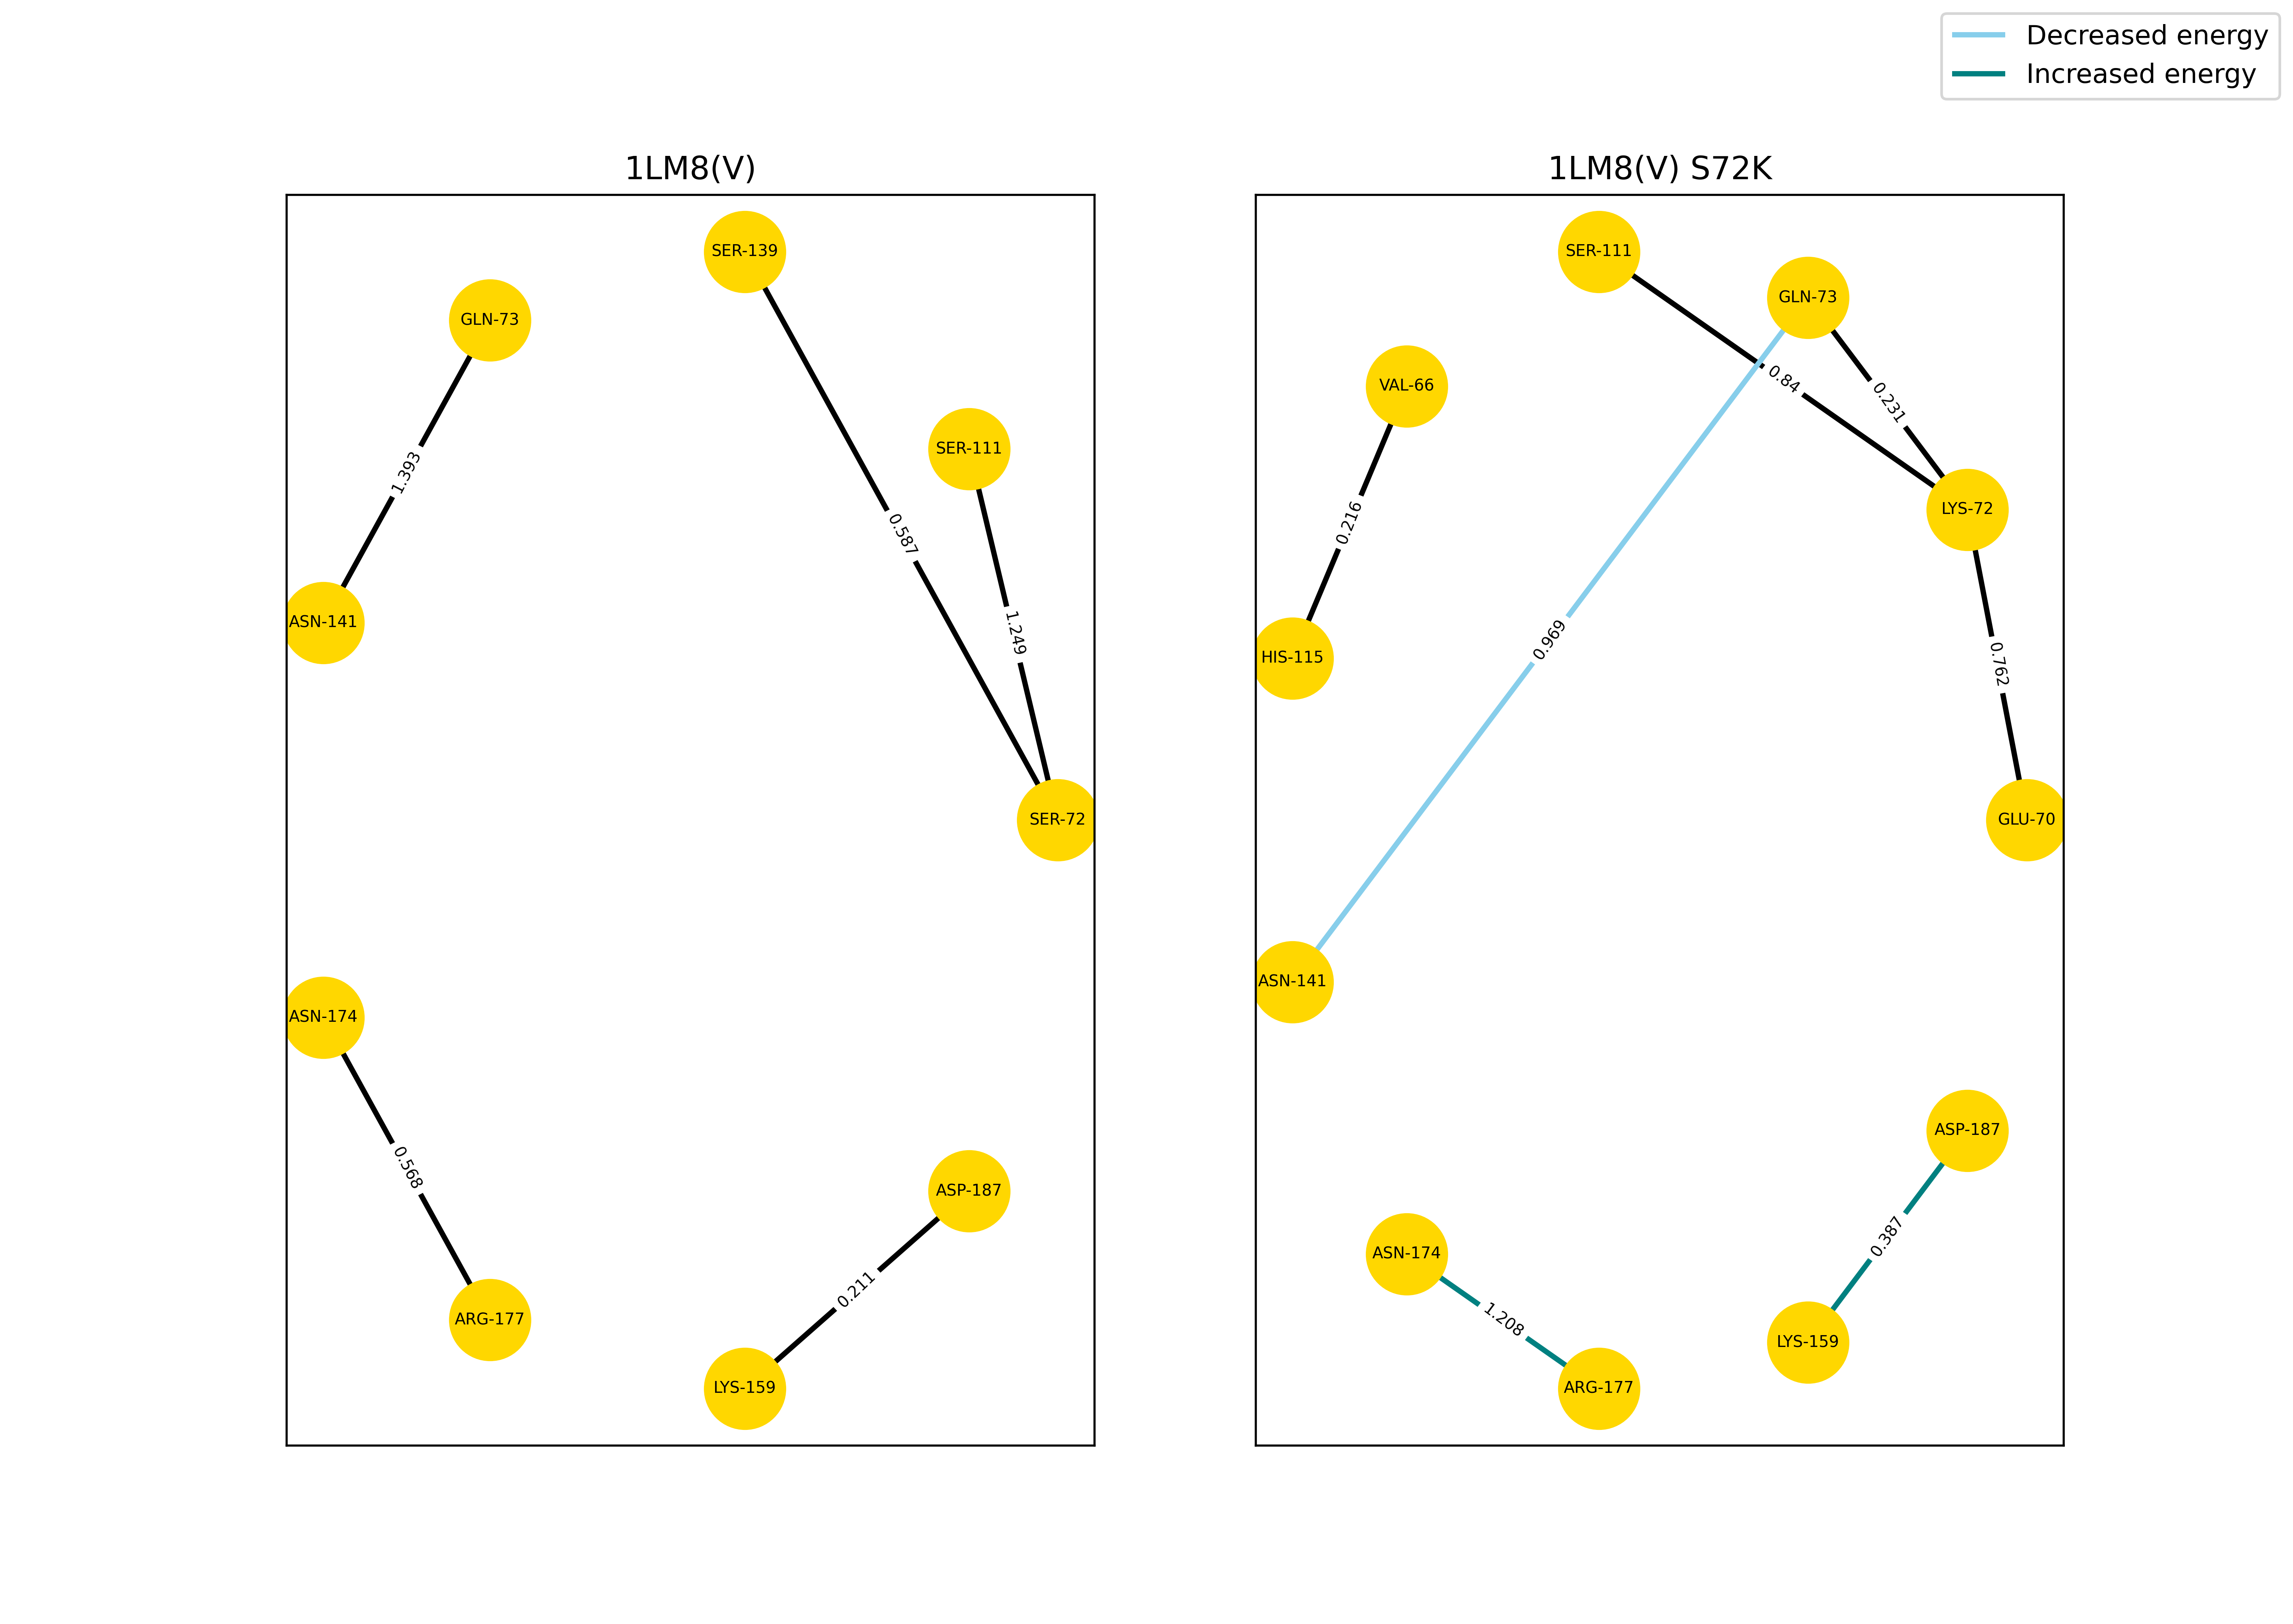 Decreased energy
Increased energy
1LM8(V)
SER-139
GLN-73
SER-111
1.393
0.587
ASN-141
1.249
SER-72
ASN-174
0.568
ASP-187
0.211
ARG-177
LYS-159
1LM8(V) S72K
SER-111
GLN-73
VAL-66
0.84
0.231
LYS-72
0.216
0.969
HIS-115
0.762
GLU-70
ASN-141
ASP-187
0.387
ASN-174
1.208
LYS-159
ARG-177